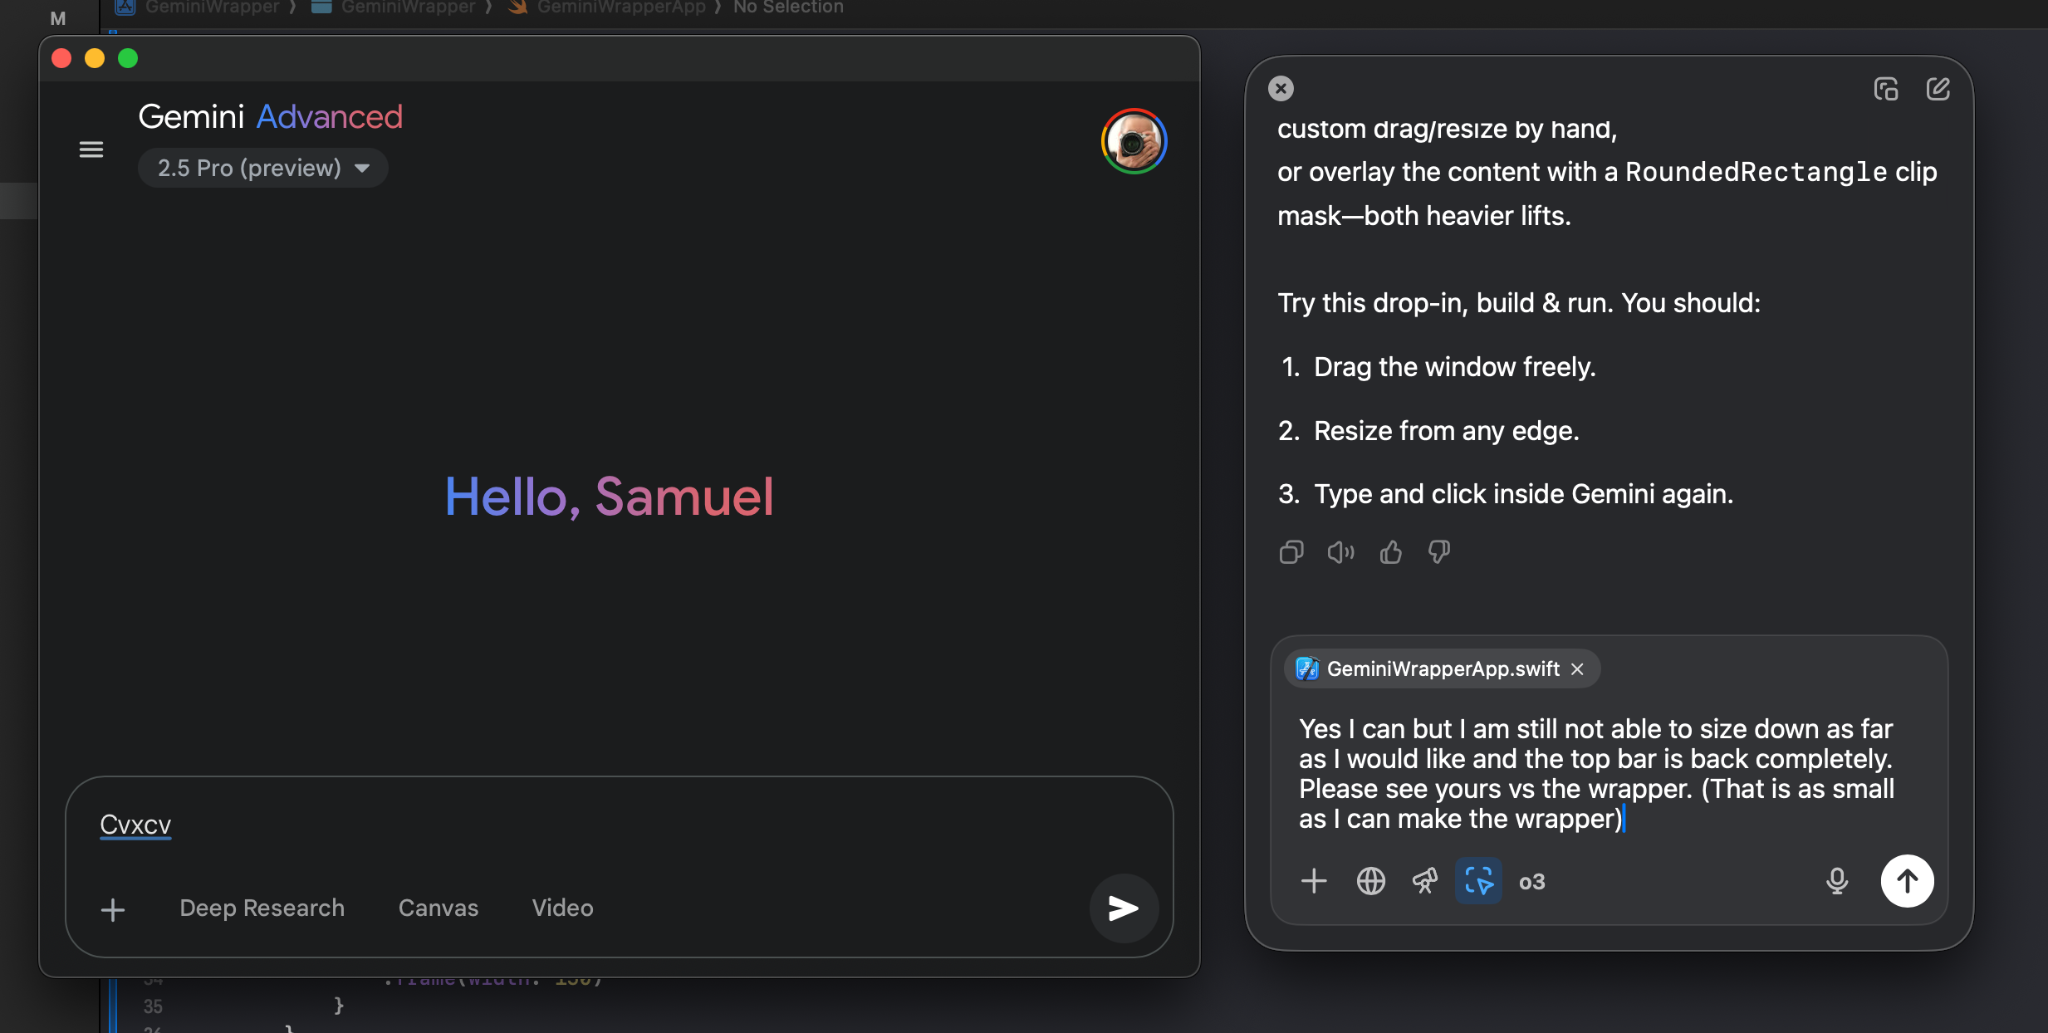 M
GeminiWrapper 〉 GeminiWrapper 〉 GeminiWrapperApp 〉 No Selection
Gemini Advanced
2.5 Pro (preview)
Hello, Samuel
Cvxcv
Deep Research Canvas Video
34 .frame(width: 150)
35 }
36 }
custom drag/resize by hand,
or overlay the content with a RoundedRectangle clip
mask—both heavier lifts.
Try this drop-in, build & run. You should:
1. Drag the window freely.
2. Resize from any edge.
3. Type and click inside Gemini again.
GeminiWrapperApp.swift
Yes I can but I am still not able to size down as far
as I would like and the top bar is back completely.
Please see yours vs the wrapper. (That is as small
as I can make the wrapper)
o3